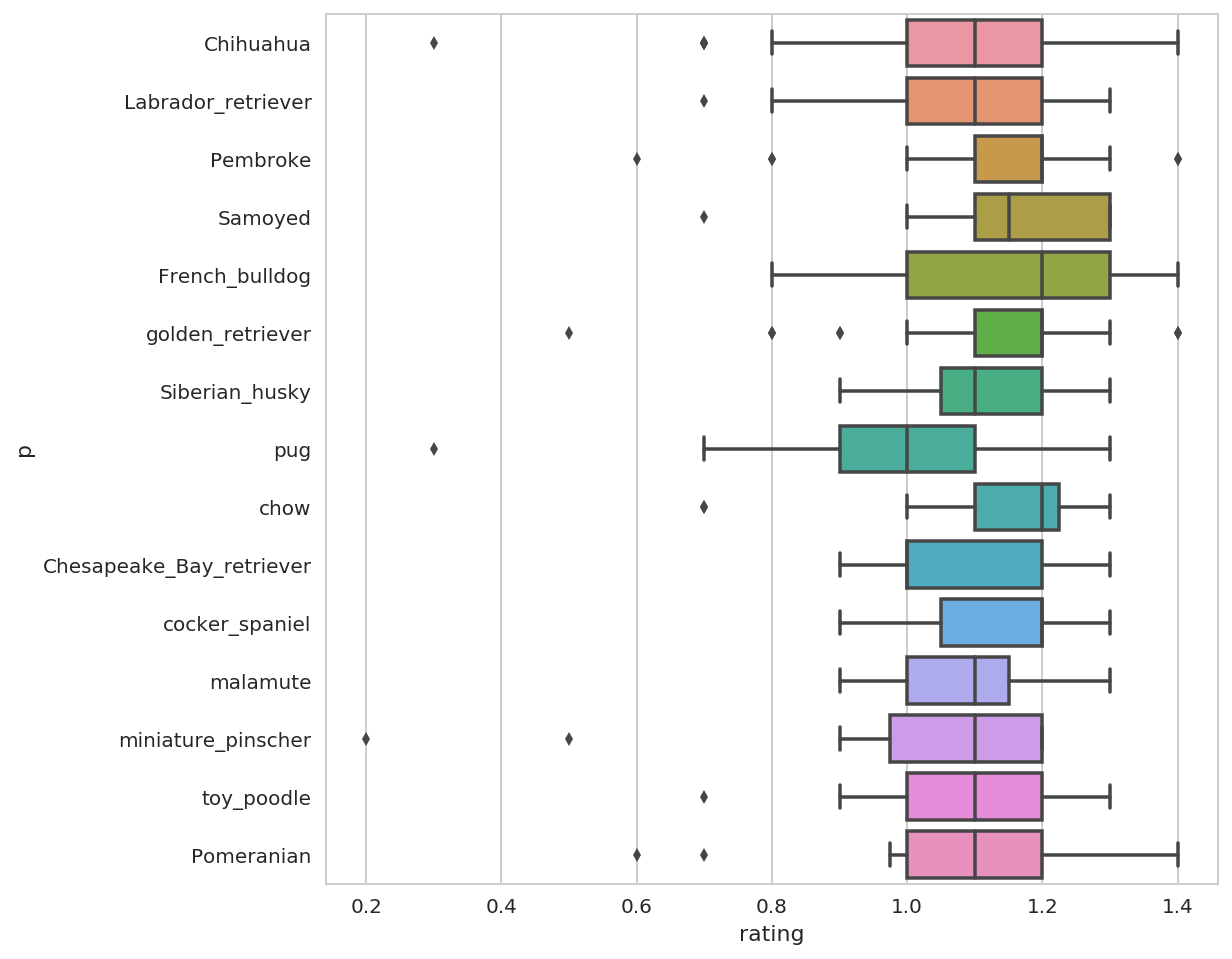 Chihuahua
Labrador_retriever
Pembroke
Samoyed
French_bulldog
golden_retriever
Siberian_husky
pug
chow
Chesapeake_Bay_retriever
cocker_spaniel
malamute
miniature_pinscher
toy_poodle
Pomeranian
p
0.2 0.4 0.6 0.8 1.0 1.2 1.4
rating